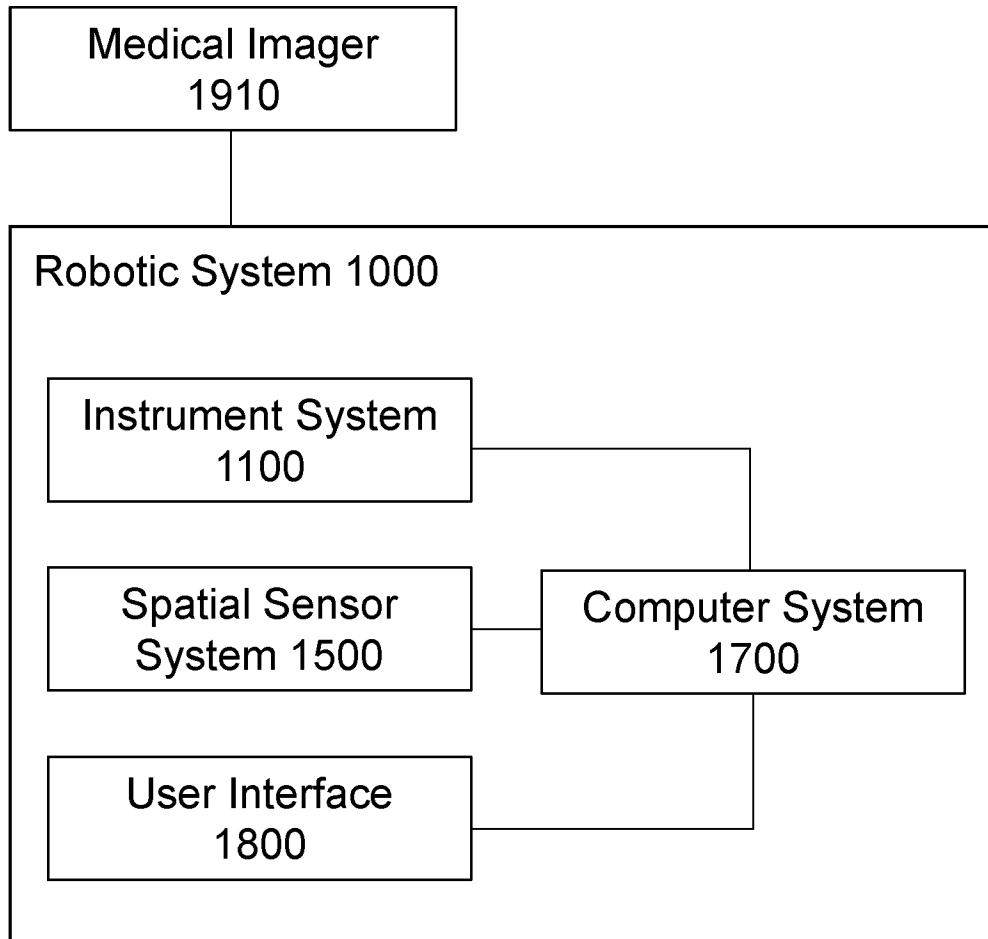 Medical Imager
1910
Robotic System 1000
Instrument System
1100
Spatial Sensor
System 1500
Computer System
1700
User Interface
1800